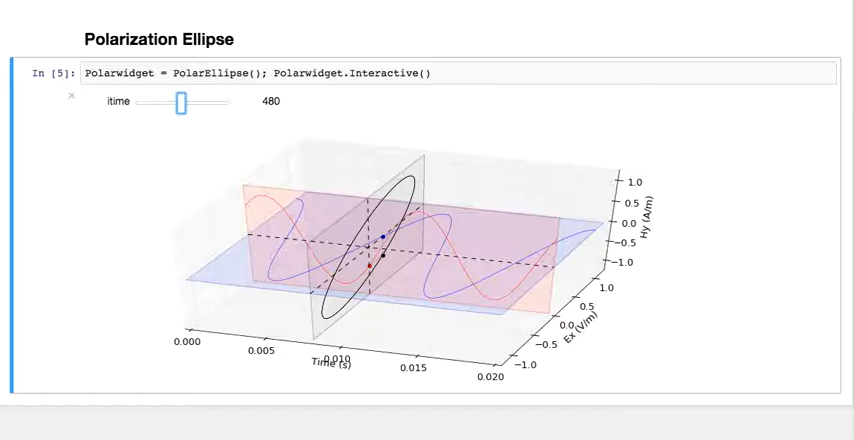 Polarization Ellipse
In [5]: Polarwidget = PolarEllipse(); Polarwidget.Interactive()
×
itime 480
1.0
0.5
0.0
−0.5
−1.0
Hy (A/m)
1.0
0.5
0.0
−0.5
−1.0
Ex (V/m)
0.000
0.005
0.010
0.015
0.020
Time (s)